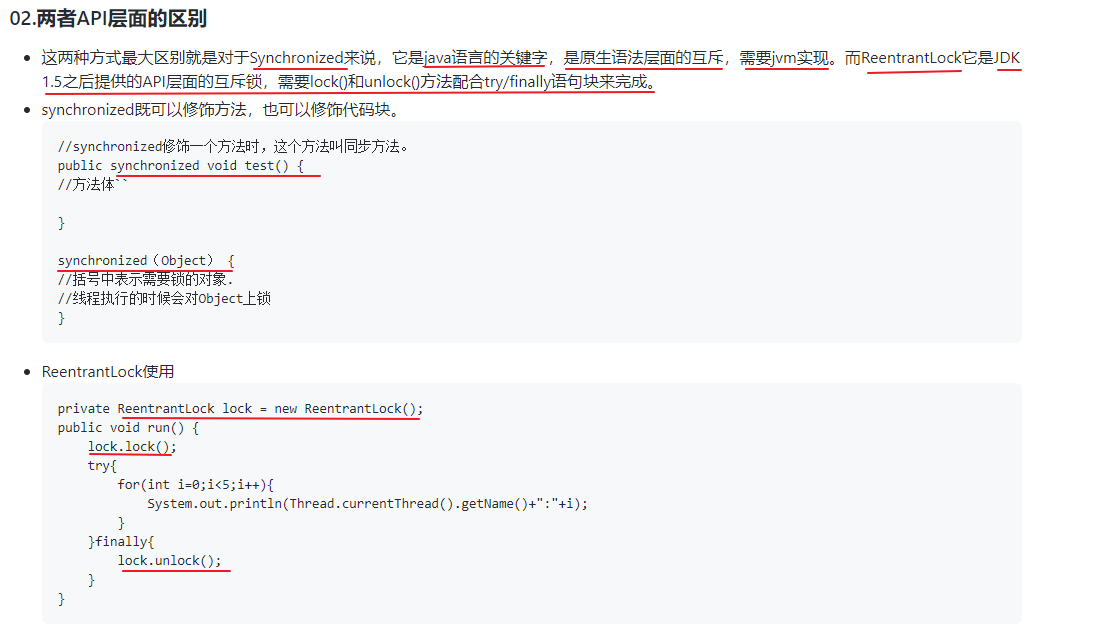 02.两者API层面的区别
这两种方式最大区别就是对于Synchronized来说，它是java语言的关键字，是原生语法层面的互斥，需要jvm实现。而ReentrantLock它是JDK
1.5之后提供的API层面的互斥锁，需要lock()和unlock()方法配合try/finally语句块来完成。
synchronized既可以修饰方法，也可以修饰代码块。
//synchronized修饰一个方法时，这个方法叫同步方法。
public synchronized void test() {
//方法体``
}
synchronized（Object） {
//括号中表示需要锁的对象.
//线程执行的时候会对Object上锁
}
ReentrantLock使用
private ReentrantLock lock = new ReentrantLock();
public void run() {
lock.lock();
try{
for(int i=0;i<5;i++){
System.out.println(Thread.currentThread().getName()+":"+i);
}
}finally{
lock.unlock();
}
}